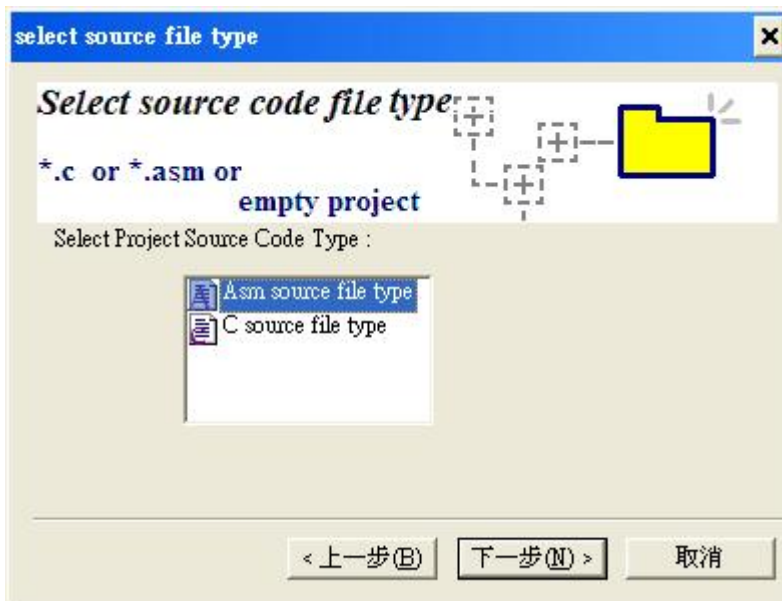 select source file type
Select source code file type
*.c or *.asm or
empty project
Select Project Source Code Type :
Asm source file type
C source file type
<上一步(B)
下一步(N)>
取消